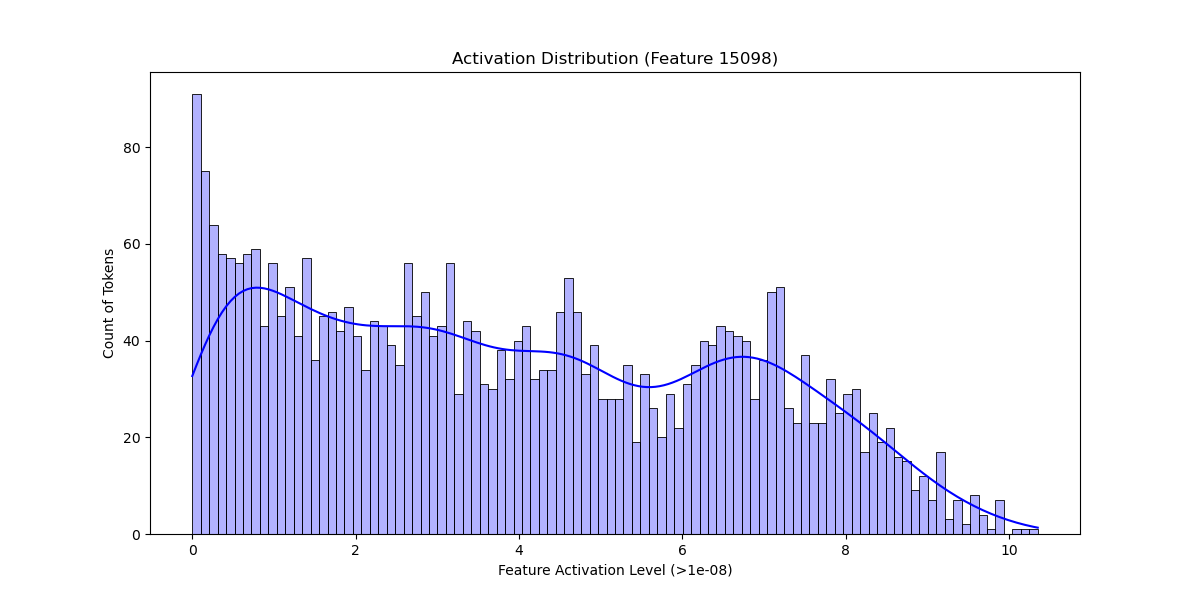 Activation Distribution (Feature 15098)
Count of Tokens
80
60
40
20
0
0 2 4 6 8 10
Feature Activation Level (>1e-08)